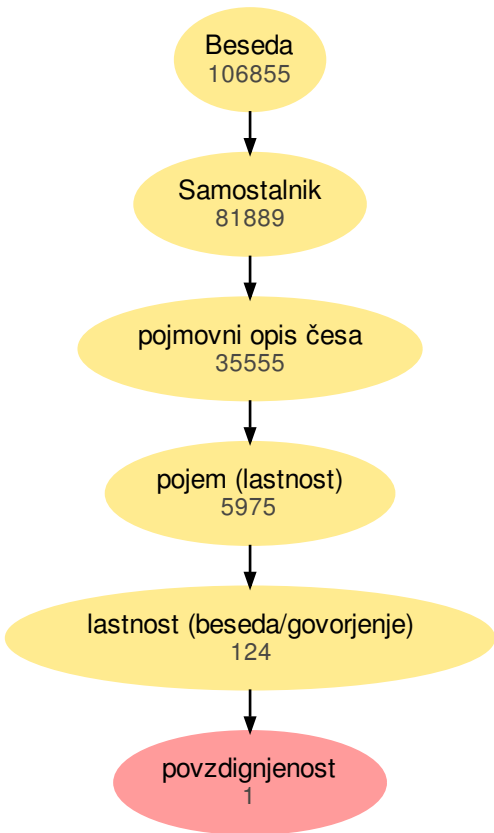 Beseda
106855
Samostalnik
81889
pojmovni opis česa
35555
pojem (lastnost)
5975
lastnost (beseda/govorjenje)
124
povzdignjenost
1